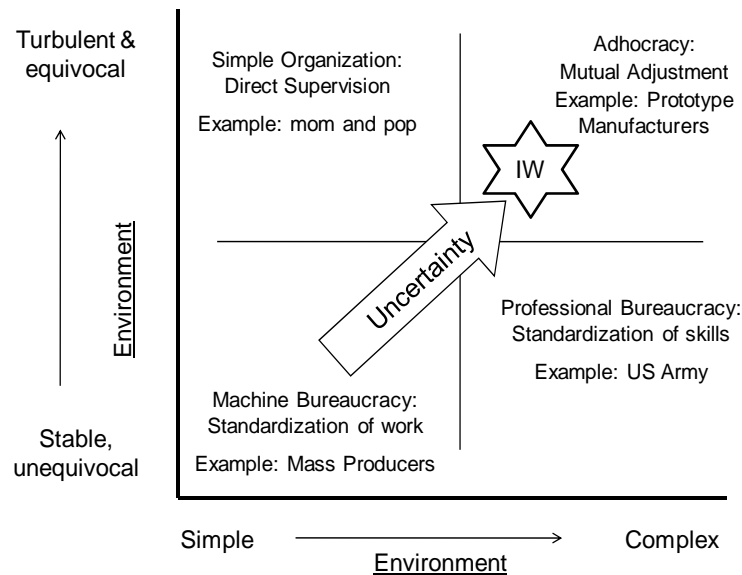 Turbulent &
equivocal
Simple Organization:
Direct Supervision
Example: mom and pop
Adhocracy:
Mutual Adjustment
Example: Prototype
Manufacturers
IW
Uncertainty
Environment
Professional Bureaucracy:
Standardization of skills
Example: US Army
Machine Bureaucracy:
Standardization of work
Example: Mass Producers
Stable,
unequivocal
Simple
Complex
Environment